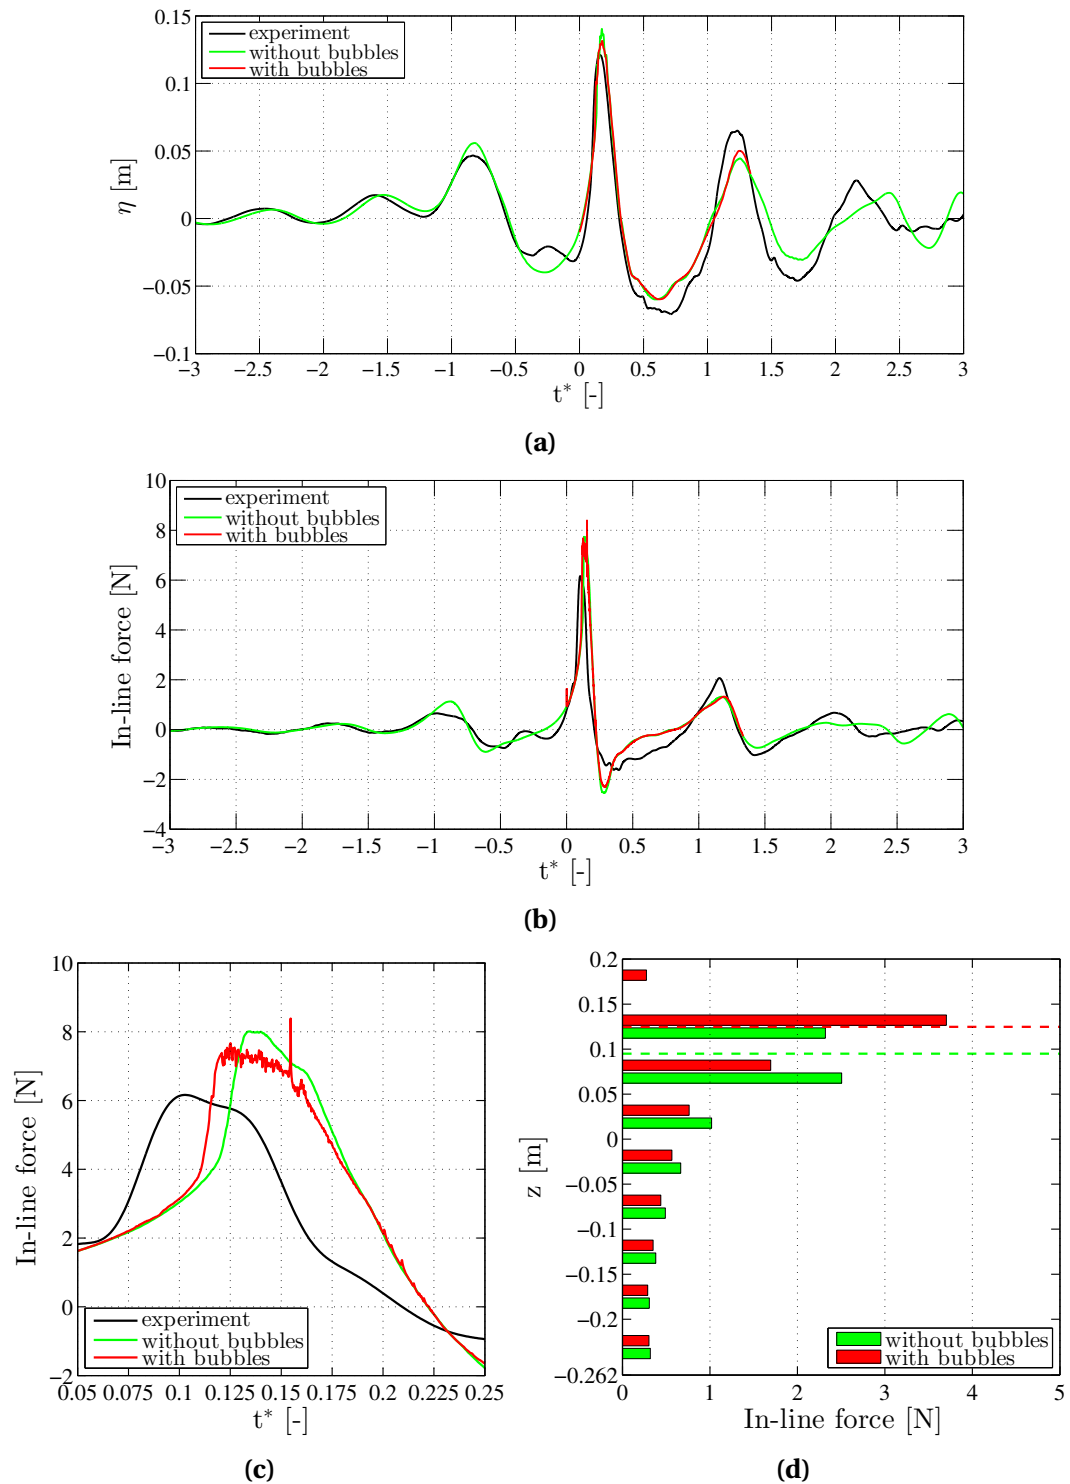 0.15
0.1
0.05
0
−0.05
−0.1
η [m]
experiment
without bubbles
with bubbles
−3 −2.5 −2 −1.5 −1 −0.5 0 0.5 1 1.5 2 2.5 3
t* [-]
(a)
10
8
6
4
2
0
−2
−4
In-line force [N]
experiment
without bubbles
with bubbles
−3 −2.5 −2 −1.5 −1 −0.5 0 0.5 1 1.5 2 2.5 3
t* [-]
(b)
10
8
6
4
2
0
−2
In-line force [N]
experiment
without bubbles
with bubbles
0.05 0.075 0.1 0.125 0.15 0.175 0.2 0.225 0.25
t* [-]
(c)
0.2
0.15
0.1
0.05
0
−0.05
−0.1
−0.15
−0.2
−0.262
z [m]
without bubbles
with bubbles
0 1 2 3 4 5
In-line force [N]
(d)